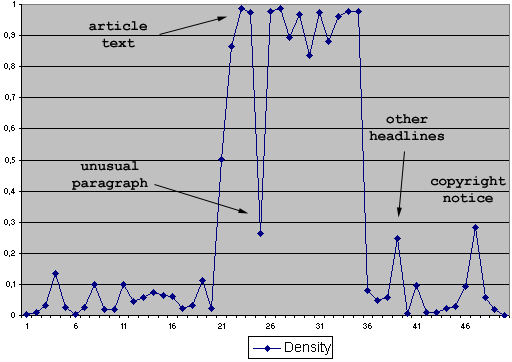 1
0,9
0,8
0,7
0,6
0,5
0,4
0,3
0,2
0,1
0
article
text
unusual
paragraph
other
headlines
copyright
notice
1 6 11 16 21 26 31 36 41 46
Density